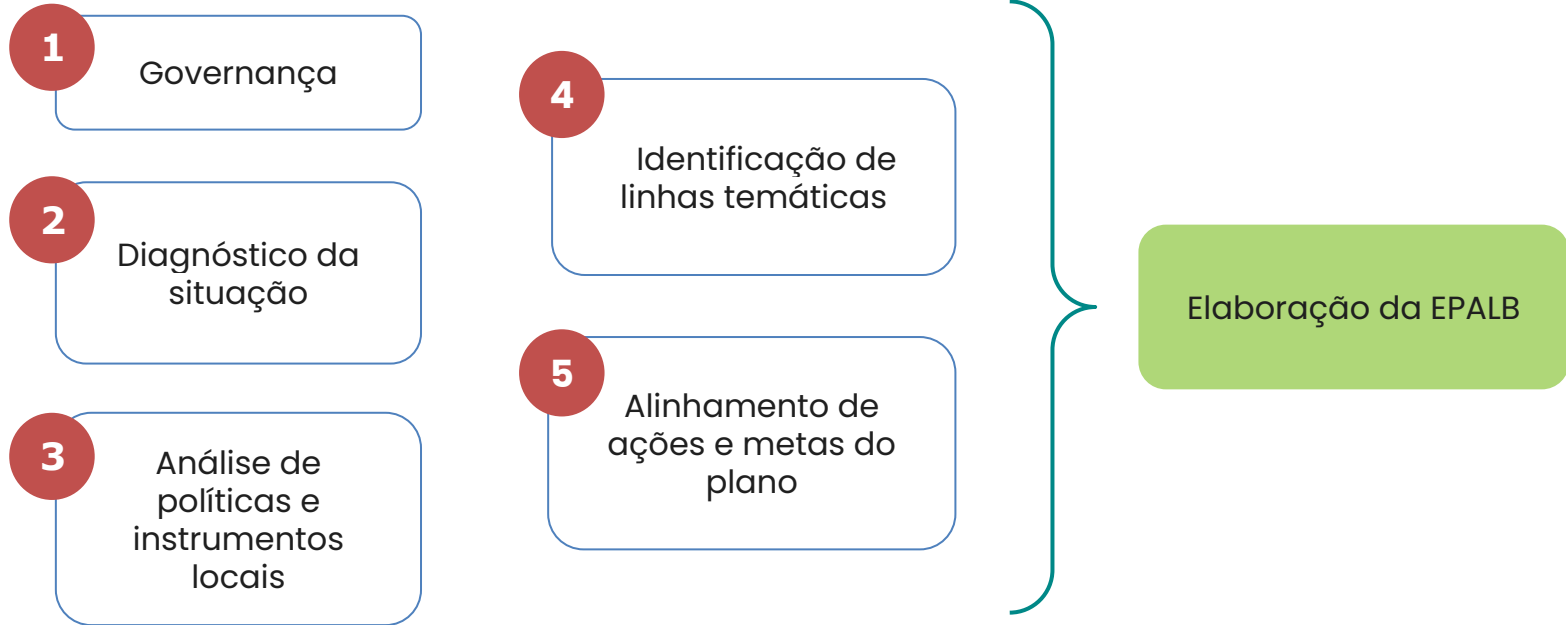 1
Governança
2
Diagnóstico da
situação
3
Análise de
políticas e
instrumentos
locais
4
Identificação de
linhas temáticas
5
Alinhamento de
ações e metas do
plano
Elaboração da EPALB